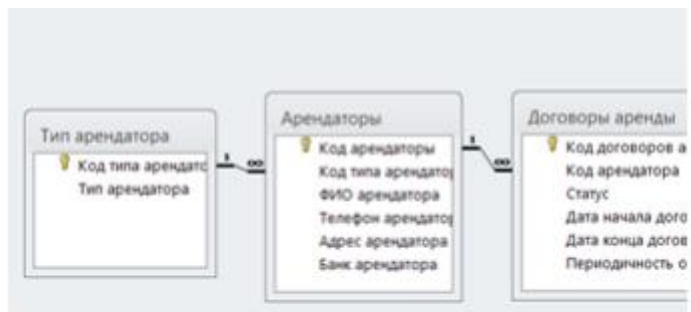 Тип арендатора
Код типа арендато
Тип арендатора
1
∞
Арендаторы
Код арендаторы
Код типа арендатор
ФИО арендатора
Телефон арендатор
Адрес арендатора
Банк арендатора
1
∞
Договоры аренды
Код договоров а
Код арендатора
Статус
Дата начала дого
Дата конца догов
Периодичность о